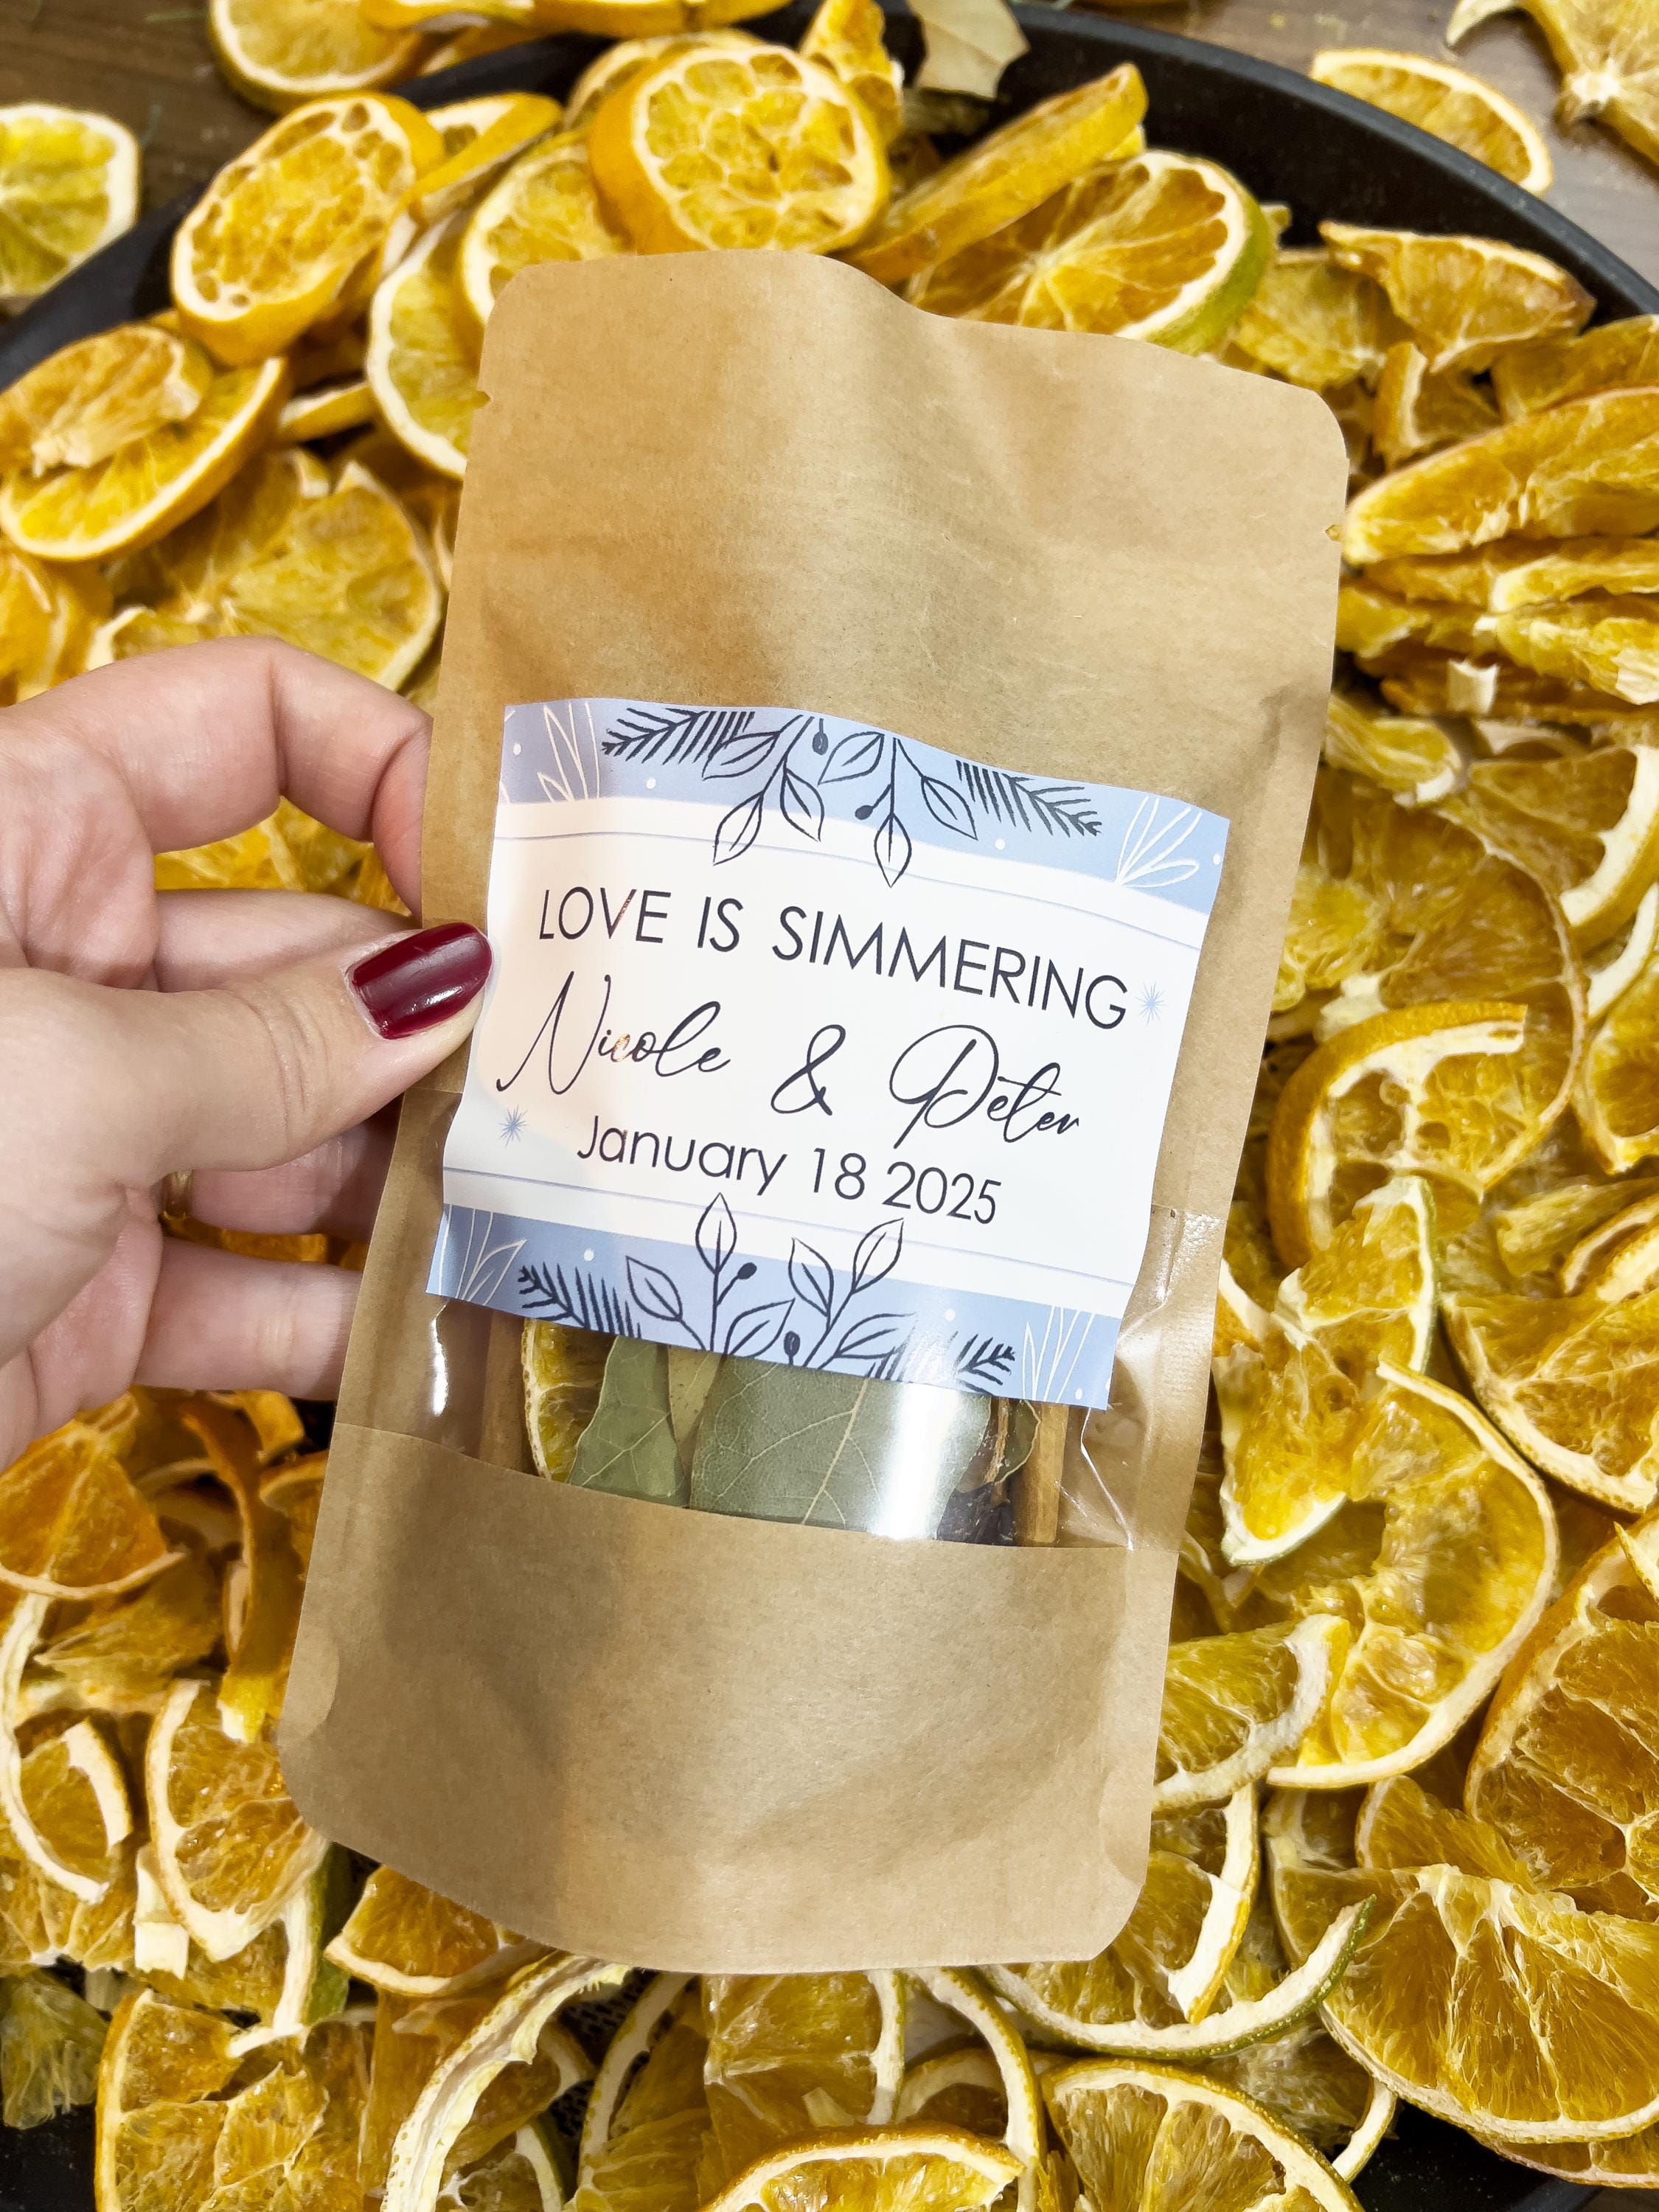 LOVE IS SIMMERING
Nicole & Peter
January 18 2025